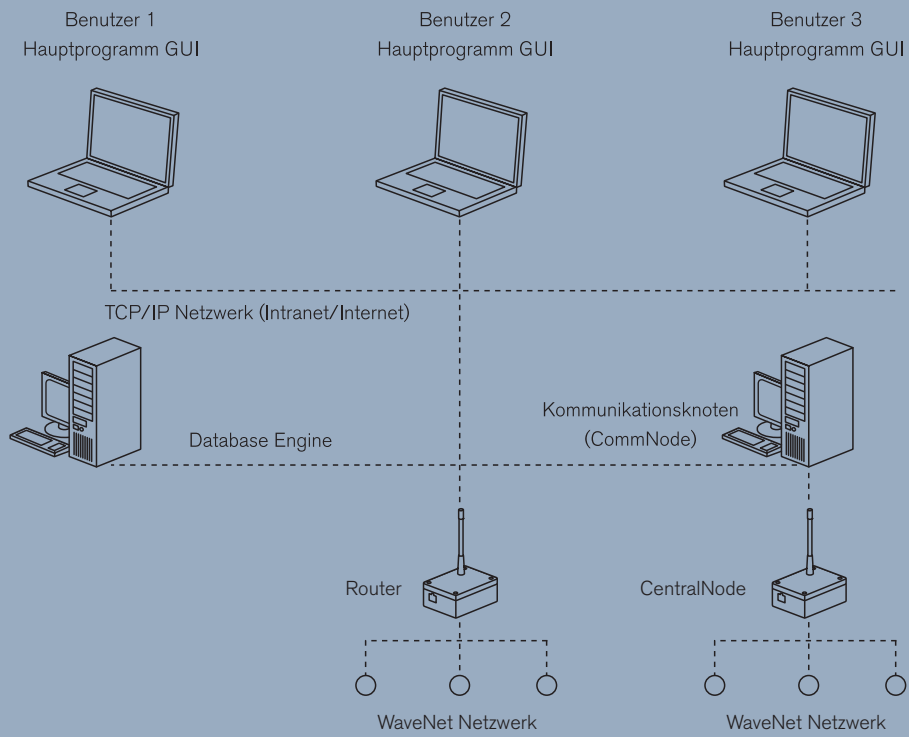 Benutzer 1
Hauptprogramm GUI
Benutzer 2
Hauptprogramm GUI
Benutzer 3
Hauptprogramm GUI
TCP/IP Netzwerk (Intranet/Internet)
Database Engine
Kommunikationsknoten
(CommNode)
Router
CentralNode
WaveNet Netzwerk
WaveNet Netzwerk